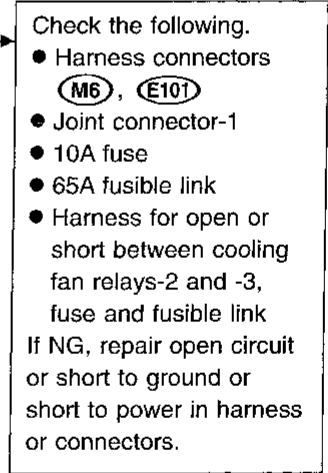 Check the following.
● Harness connectors
M6, E101
● Joint connector-1
● 10A fuse
● 65A fusible link
● Harness for open or
short between cooling
fan relays-2 and -3,
fuse and fusible link
If NG, repair open circuit
or short to ground or
short to power in harness
or connectors.